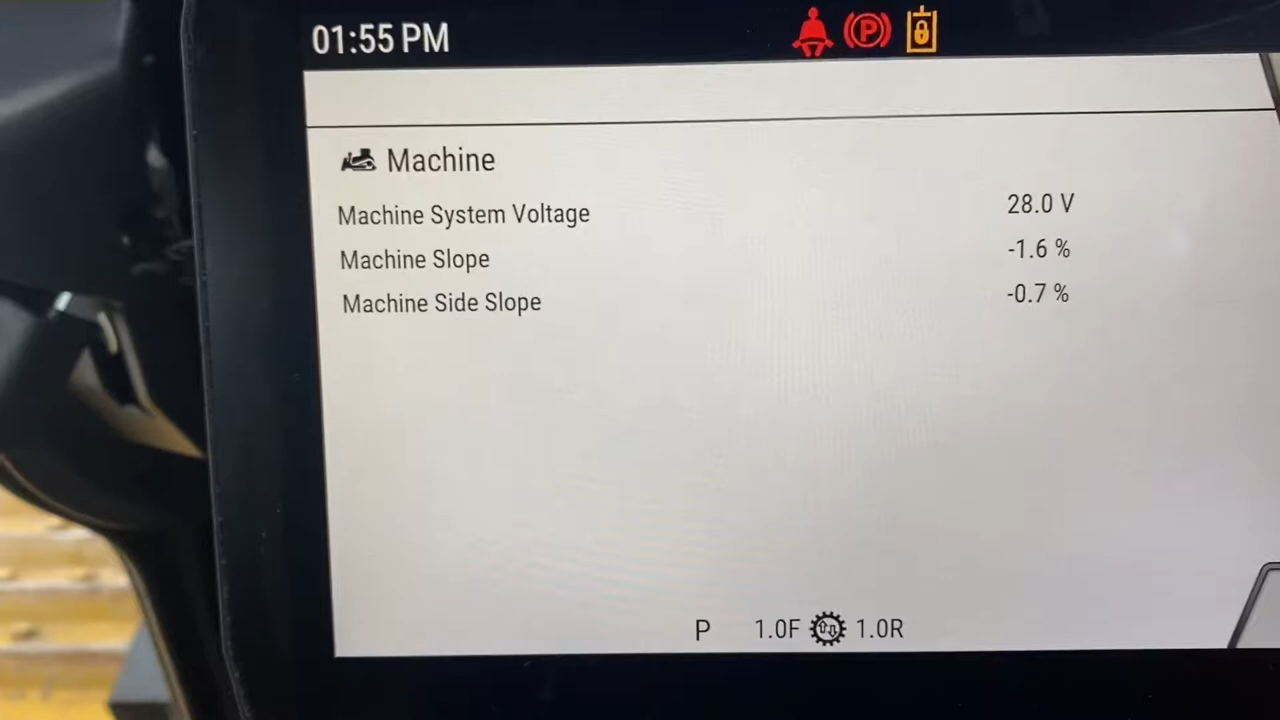 01:55 PM
Machine
Machine System Voltage 28.0 V
Machine Slope -1.6 %
Machine Side Slope -0.7 %
P 1.0F 1.0R